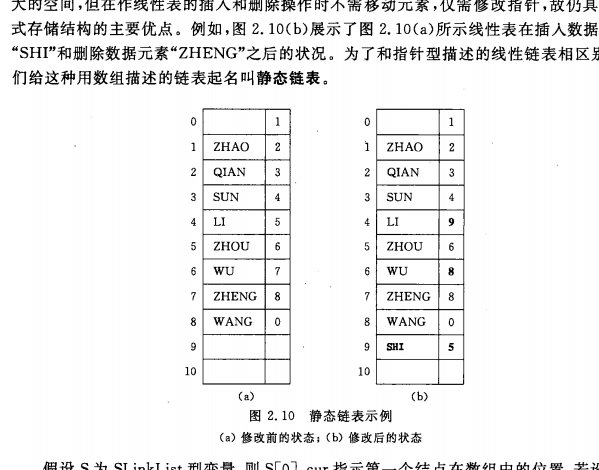 大的空间,但在作线性表的插入和删除操作时不需移动元素,仅需修改指针,故仍具
式存储结构的主要优点。例如,图 2.10(b)展示了图 2.10(a)所示线性表在插入数据
“SHI”和删除数据元素“ZHENG”之后的状况。为了和指针型描述的线性链表相区别
们给这种用数组描述的链表起名叫静态链表。
0 1 0 1
1 ZHAO 2 1 ZHAO 2
2 QIAN 3 2 QIAN 3
3 SUN 4 3 SUN 4
4 LI 5 4 LI 9
5 ZHOU 6 5 ZHOU 6
6 WU 7 6 WU 8
7 ZHENG 8 7 ZHENG 8
8 WANG 0 8 WANG 0
9 9 SHI 5
10 10
(a) (b)
图 2.10 静态链表示例
(a) 修改前的状态；(b) 修改后的状态
假设 S 为 SLinkList 型变量,则 S[0].cur 指示第一个结点在数组中的位置,若设